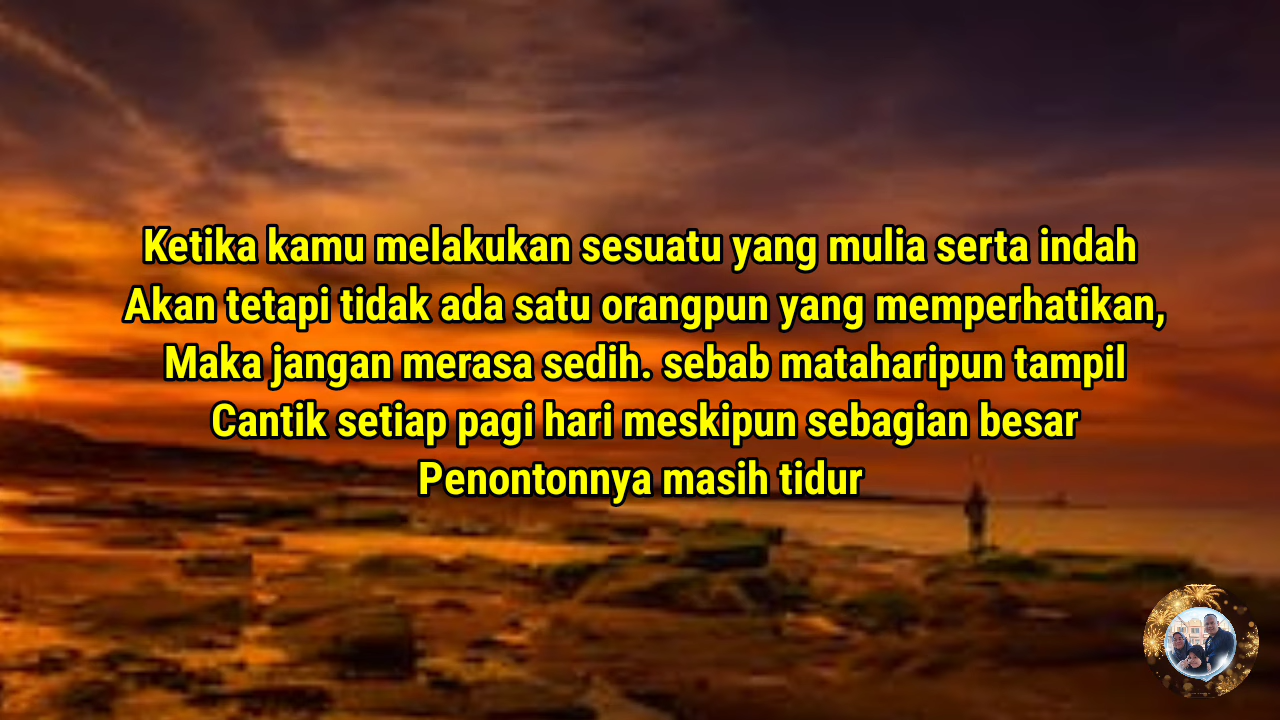 Ketika kamu melakukan sesuatu yang mulia serta indah
Akan tetapi tidak ada satu orangpun yang memperhatikan,
Maka jangan merasa sedih. sebab mataharipun tampil
Cantik setiap pagi hari meskipun sebagian besar
Penontonnya masih tidur